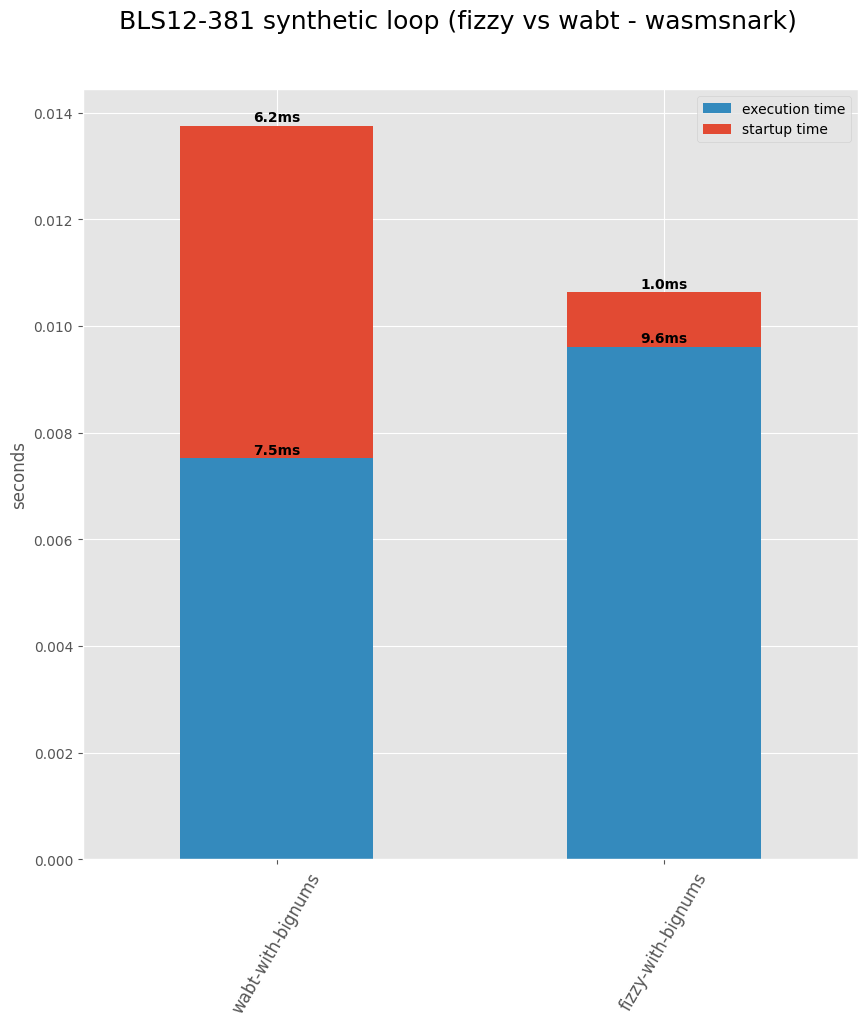 BLS12-381 synthetic loop (fizzy vs wabt - wasmsnark)
execution time
startup time
0.014
0.012
0.010
0.008
0.006
0.004
0.002
0.000
seconds
6.2ms
7.5ms
1.0ms
9.6ms
wabt-with-bignums
fizzy-with-bignums